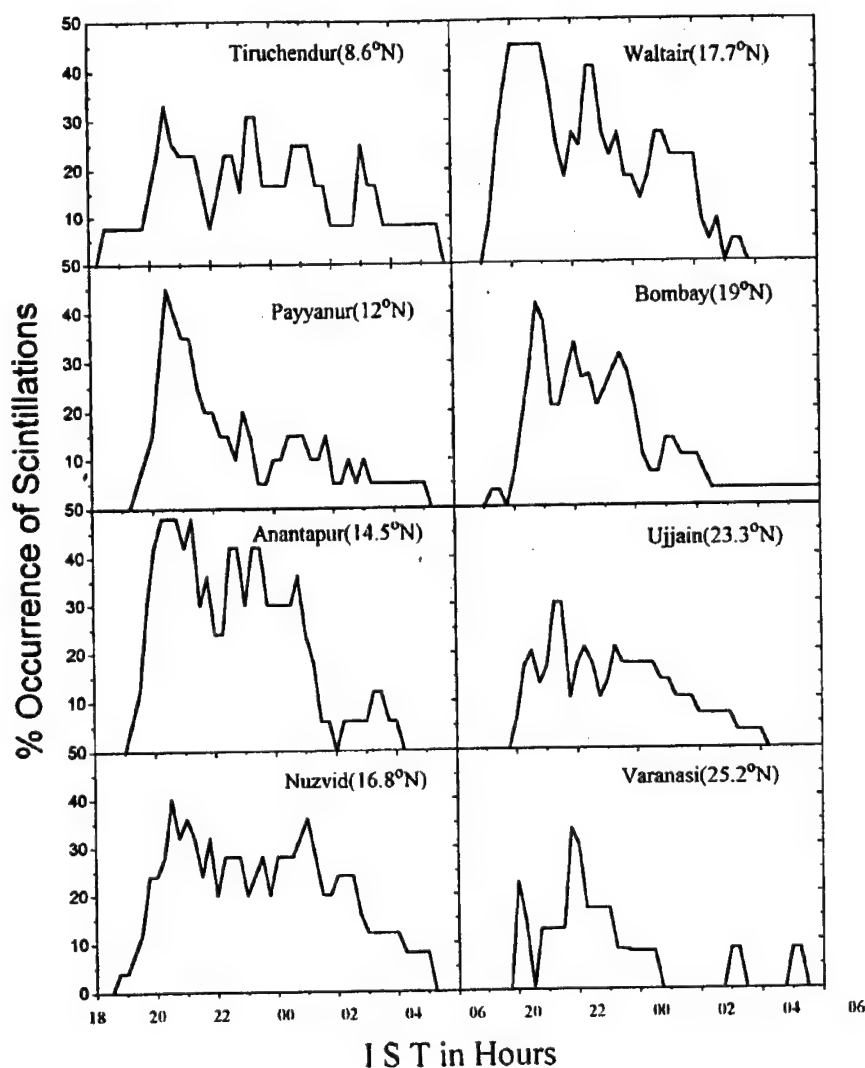 50
40
30
20
10
50
40
30
20
10
50
40
30
20
10
50
40
30
20
10
0
% Occurrence of Scintillations
Tiruchendur(8.6°N)
Waltair(17.7°N)
Payyanur(12°N)
Bombay(19°N)
Anantapur(14.5°N)
Ujjain(23.3°N)
Nuzvid(16.8°N)
Varanasi(25.2°N)
18 20 22 00 02 04 06 20 22 00 02 04 06
I S T in Hours